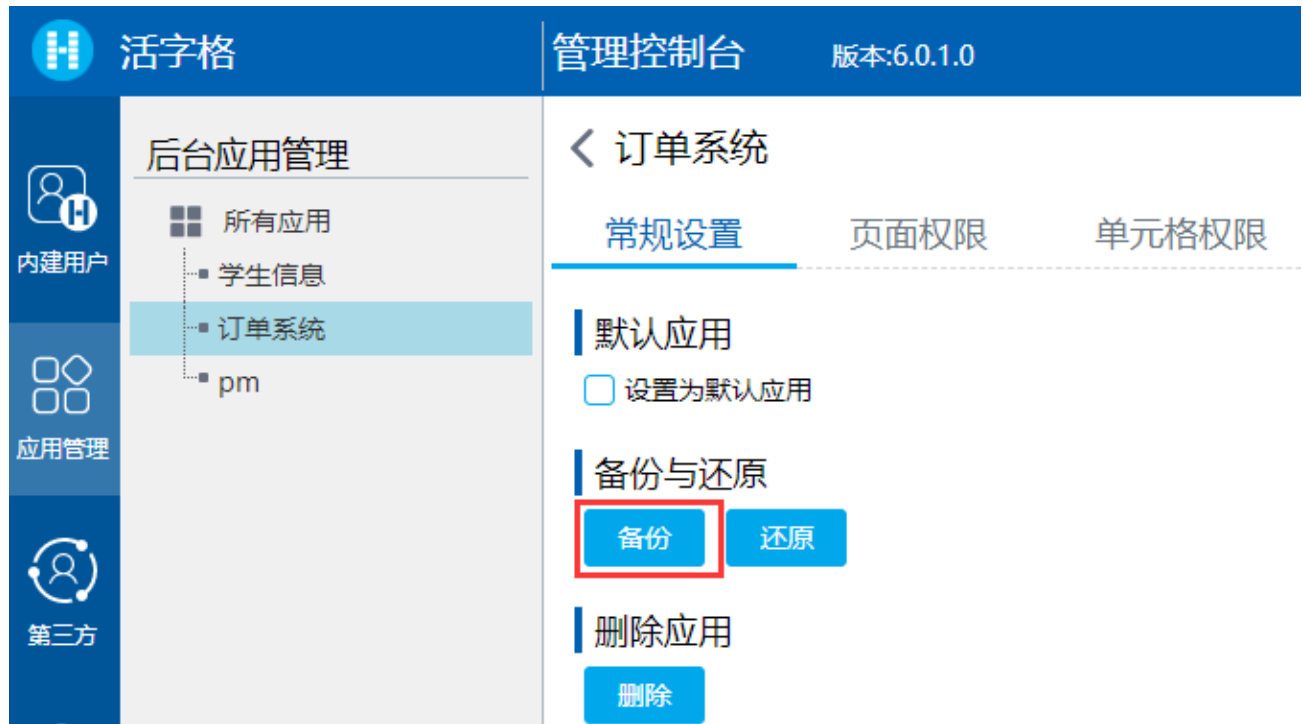 活字格
管理控制台 版本:6.0.1.0
内建用户
应用管理
第三方
后台应用管理
所有应用
学生信息
订单系统
pm
订单系统
常规设置 页面权限 单元格权限
默认应用
设置为默认应用
备份与还原
备份 还原
删除应用
删除